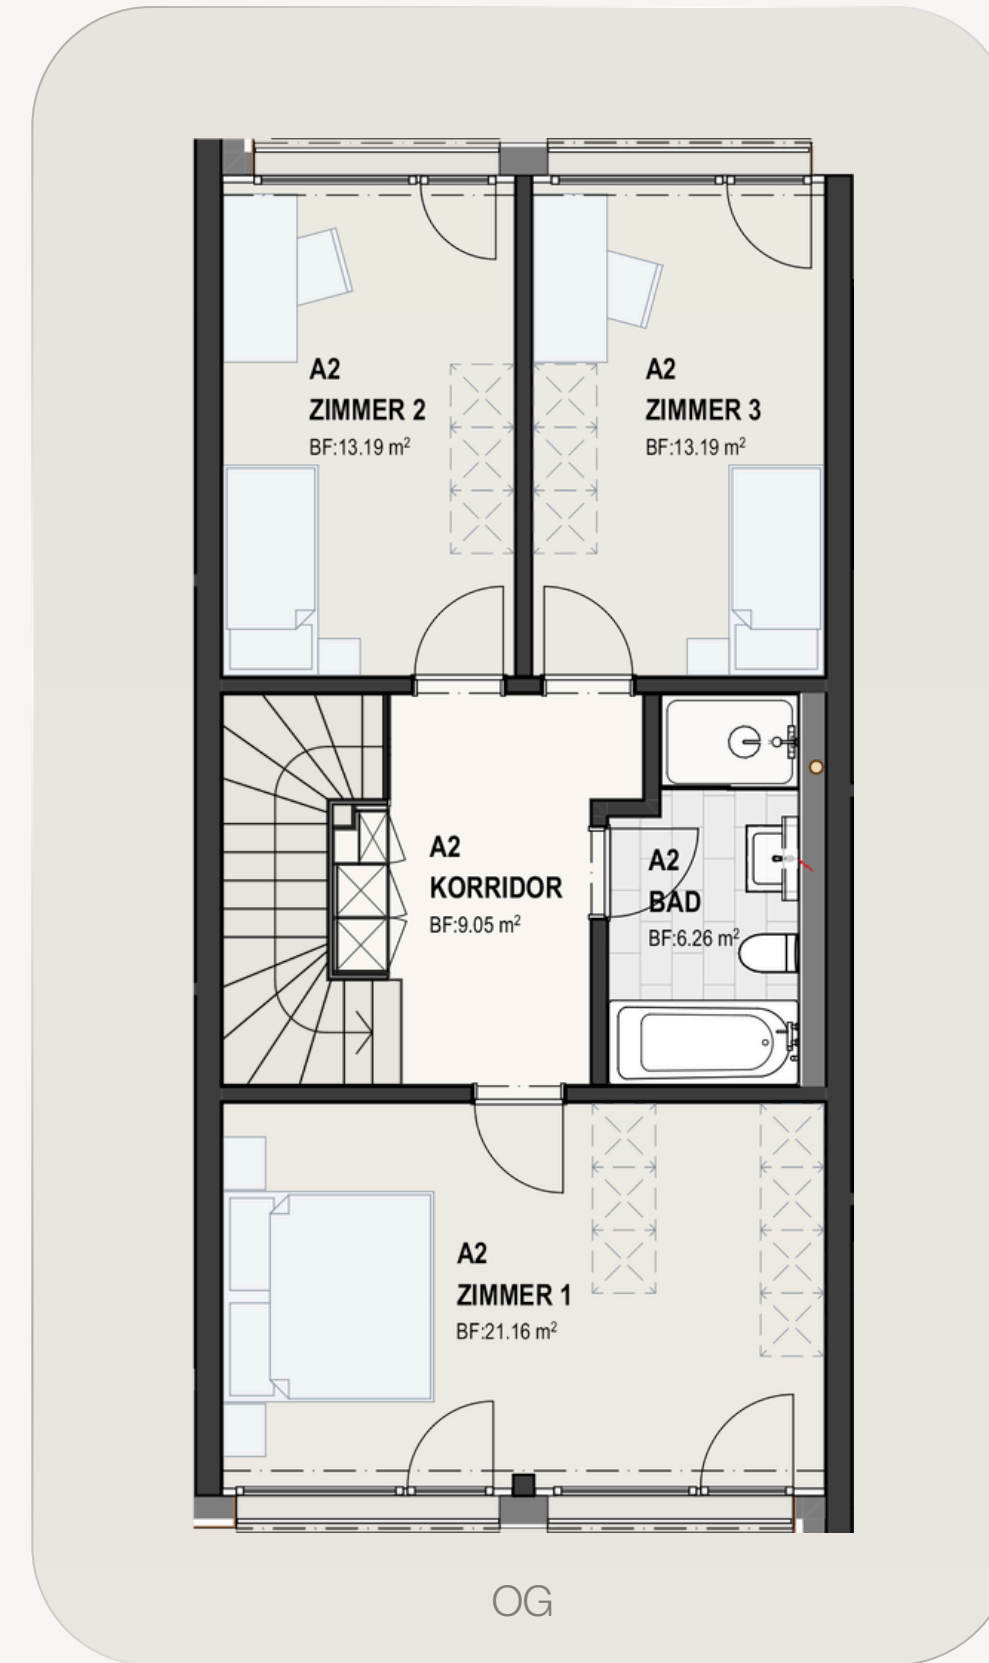 A2
ZIMMER 2
BF:13.19 m²
A2
ZIMMER 3
BF:13.19 m²
A2
KORRIDOR
BF:9.05 m²
A2
BAD
BF:6.26 m²
A2
ZIMMER 1
BF:21.16 m²
OG